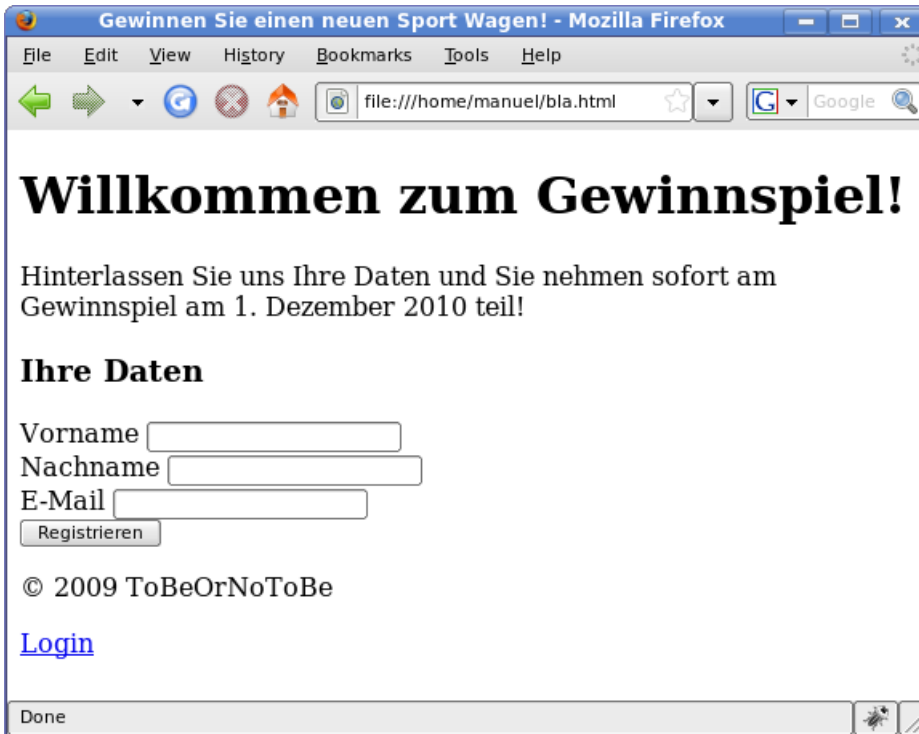 Gewinnen Sie einen neuen Sport Wagen! - Mozilla Firefox
File Edit View History Bookmarks Tools Help
file:///home/manuel/bla.html G Google
Willkommen zum Gewinnspiel!
Hinterlassen Sie uns Ihre Daten und Sie nehmen sofort am
Gewinnspiel am 1. Dezember 2010 teil!
Ihre Daten
Vorname
Nachname
E-Mail
Registrieren
© 2009 ToBeOrNoToBe
Login
Done